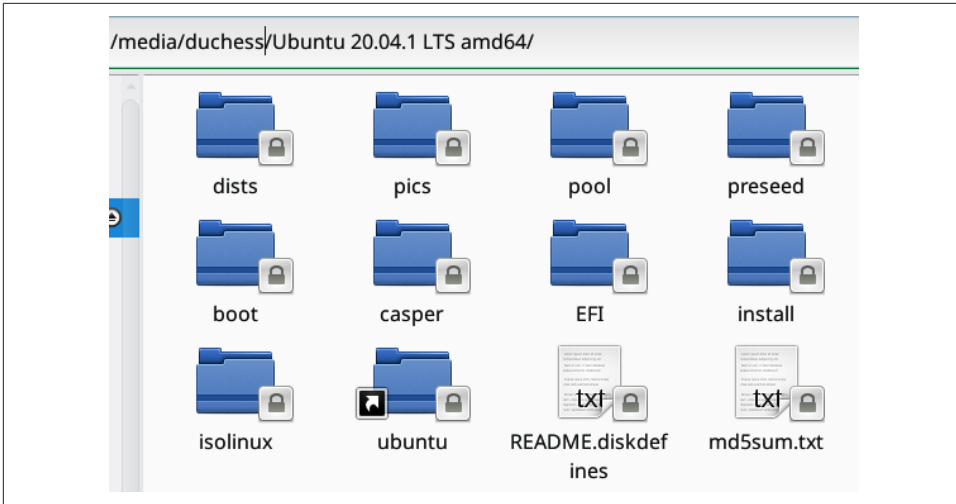 /media/duchess/Ubuntu 20.04.1 LTS amd64/
dists pics pool preseed
boot casper EFI install
txt txt
isolinux ubuntu README.diskdef md5sum.txt
ines